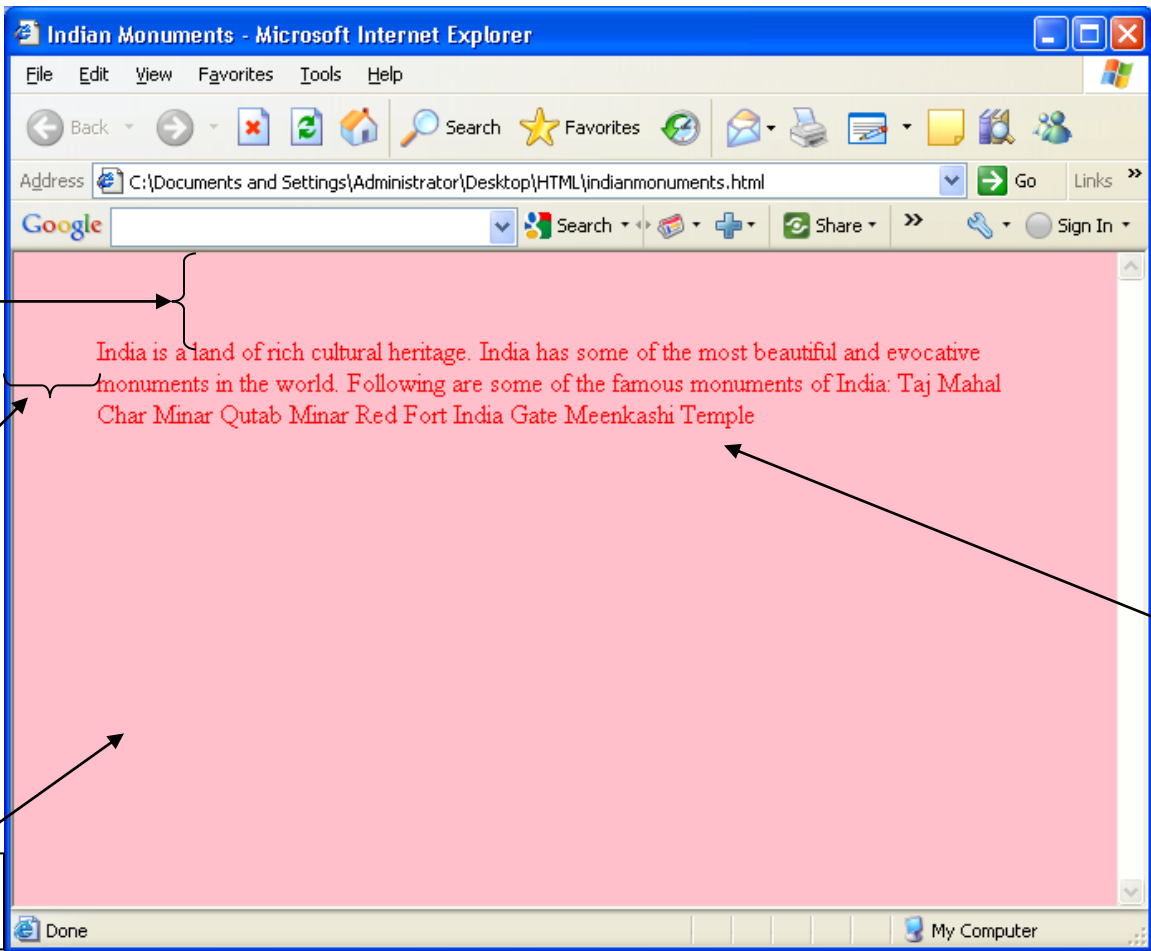 Indian Monuments - Microsoft Internet Explorer
File Edit View Favorites Tools Help
Back Search Favorites
Address C:\Documents and Settings\Administrator\Desktop\HTML\indianmonuments.html Go Links »
Google Search Share » Sign In
India is a land of rich cultural heritage. India has some of the most beautiful and evocative
monuments in the world. Following are some of the famous monuments of India: Taj Mahal
Char Minar Qutab Minar Red Fort India Gate Meenkashi Temple
Done My Computer